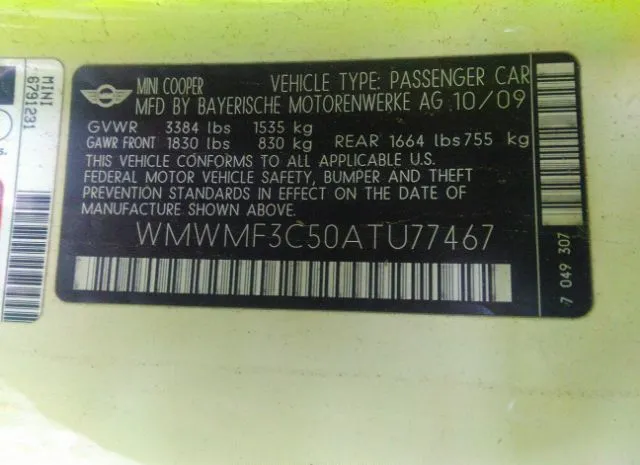 MINI COOPER VEHICLE TYPE: PASSENGER CAR
MFD BY BAYERISCHE MOTORENWERKE AG 10/09
GVWR 3384 lbs 1535 kg
GAWR FRONT 1830 lbs 830 kg REAR 1664 lbs 755 kg
THIS VEHICLE CONFORMS TO ALL APPLICABLE U.S.
FEDERAL MOTOR VEHICLE SAFETY, BUMPER AND THEFT
PREVENTION STANDARDS IN EFFECT ON THE DATE OF
MANUFACTURE SHOWN ABOVE.
WMWMF3C50ATU77467
7 049 307
MINI
6791231
s.